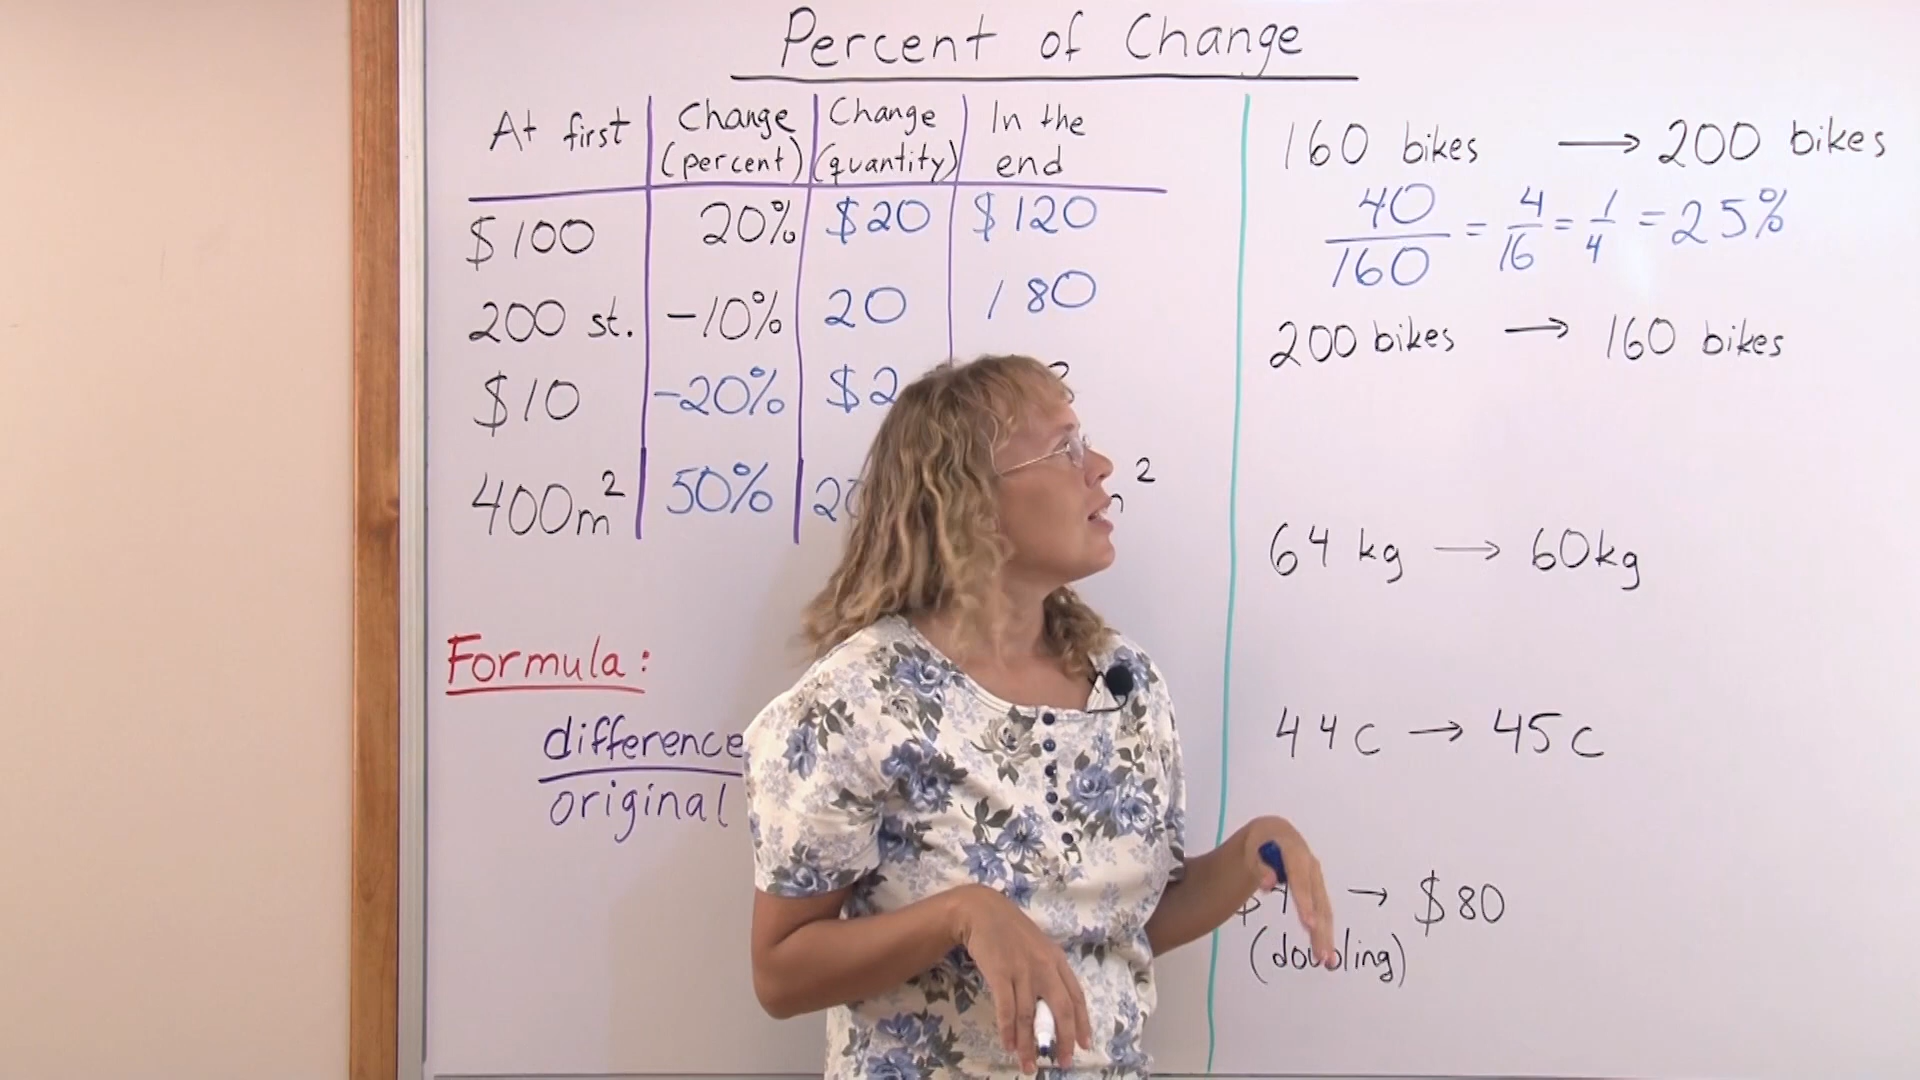 Percent of Change
At first Change (percent) Change (quantity) In the end
$100 20% $20 $120
200 st. -10% 20 180
$10 -20% $2
400m² 50%
Formula:
difference
original
160 bikes → 200 bikes
40/160 = 4/16 = 1/4 = 25%
200 bikes → 160 bikes
64 kg → 60kg
44c → 45c
→ $80
(doubling)